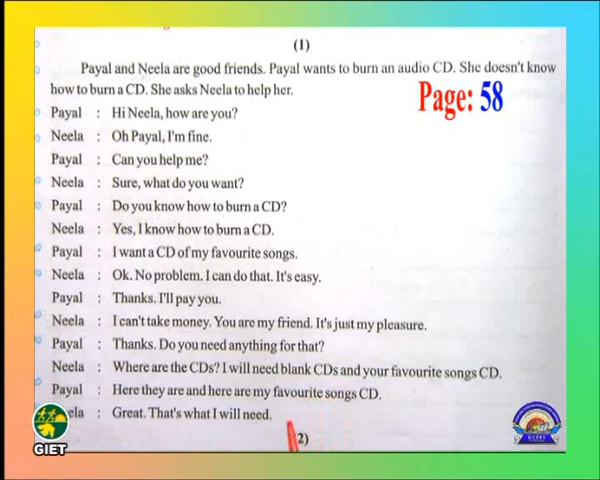 (1)
Payal and Neela are good friends. Payal wants to burn an audio CD. She doesn't know
how to burn a CD. She asks Neela to help her.
Page: 58
Payal : Hi Neela, how are you?
Neela : Oh Payal, I'm fine.
Payal : Can you help me?
Neela : Sure, what do you want?
Payal : Do you know how to burn a CD?
Neela : Yes, I know how to burn a CD.
Payal : I want a CD of my favourite songs.
Neela : Ok. No problem. I can do that. It's easy.
Payal : Thanks. I'll pay you.
Neela : I can't take money. You are my friend. It's just my pleasure.
Payal : Thanks. Do you need anything for that?
Neela : Where are the CDs? I will need blank CDs and your favourite songs CD.
Payal : Here they are and here are my favourite songs CD.
ela : Great. That's what I will need.
(2)
GIET
GCERT